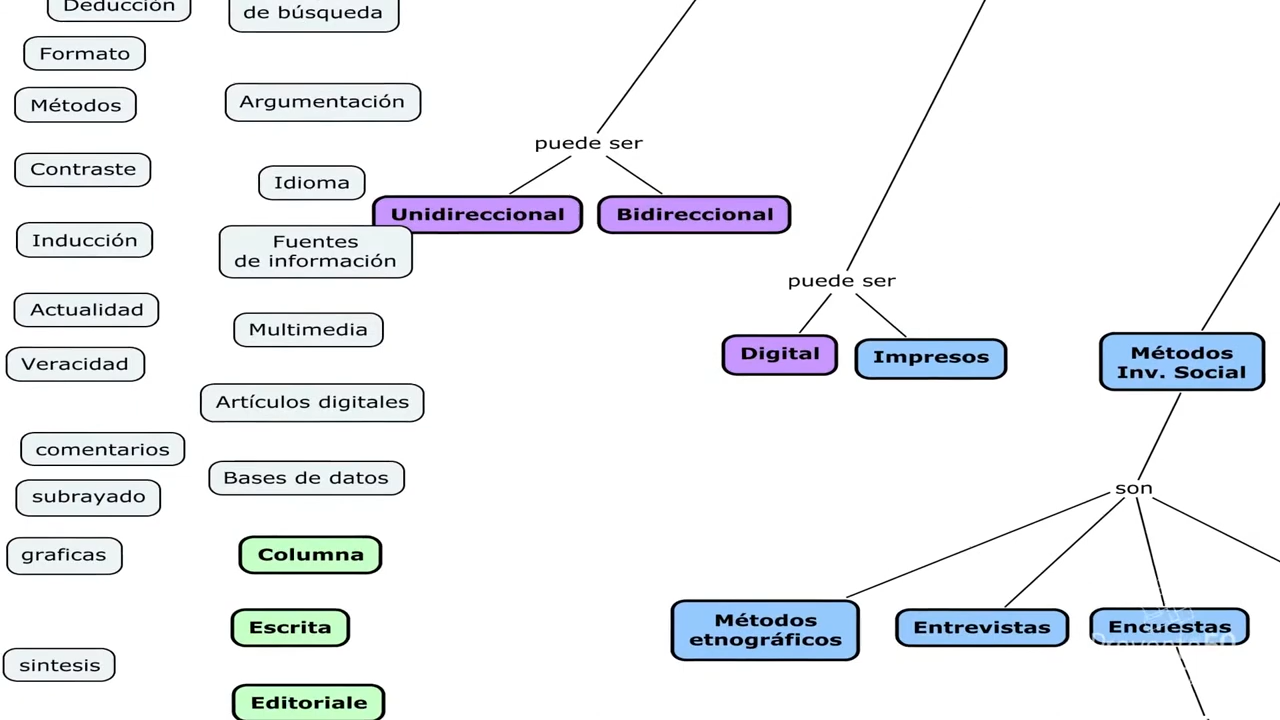 Deducción
de búsqueda
Formato
Métodos
Argumentación
Contraste
Idioma
Inducción
Fuentes
de información
Actualidad
Multimedia
Veracidad
Artículos digitales
comentarios
Bases de datos
subrayado
graficas
Columna
Escrita
sintesis
Editoriale
puede ser
Unidireccional
Bidireccional
puede ser
Digital
Impresos
Métodos
Inv. Social
son
Métodos
etnográficos
Entrevistas
Encuestas